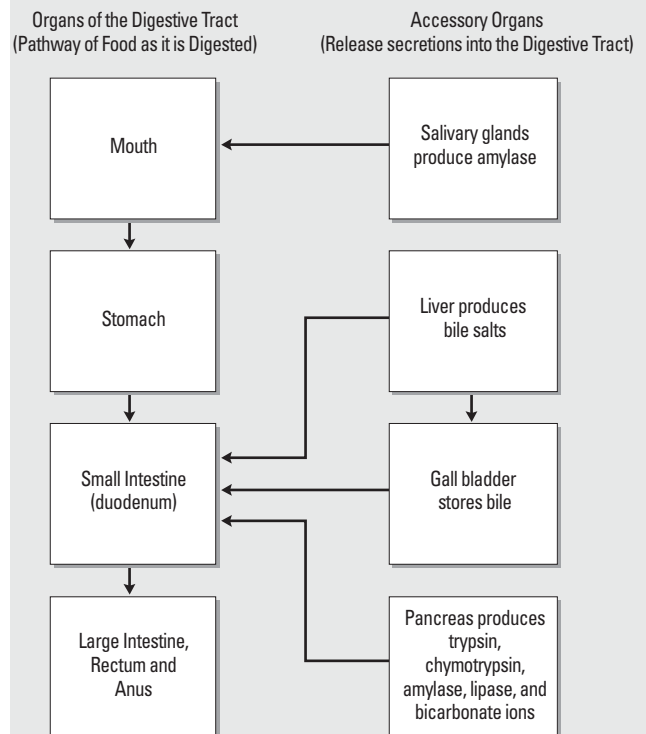 Organs of the Digestive Tract
(Pathway of Food as it is Digested)
Accessory Organs
(Release secretions into the Digestive Tract)
Mouth
Salivary glands
produce amylase
Stomach
Liver produces
bile salts
Small Intestine
(duodenum)
Gall bladder
stores bile
Large Intestine,
Rectum and
Anus
Pancreas produces
trypsin,
chymotrypsin,
amylase, lipase, and
bicarbonate ions